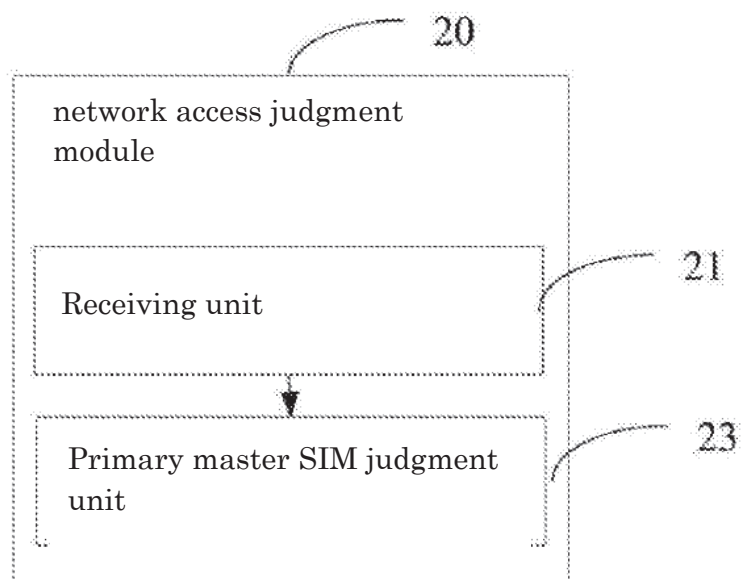 20
network access judgment
module
21
Receiving unit
23
Primary master SIM judgment
unit